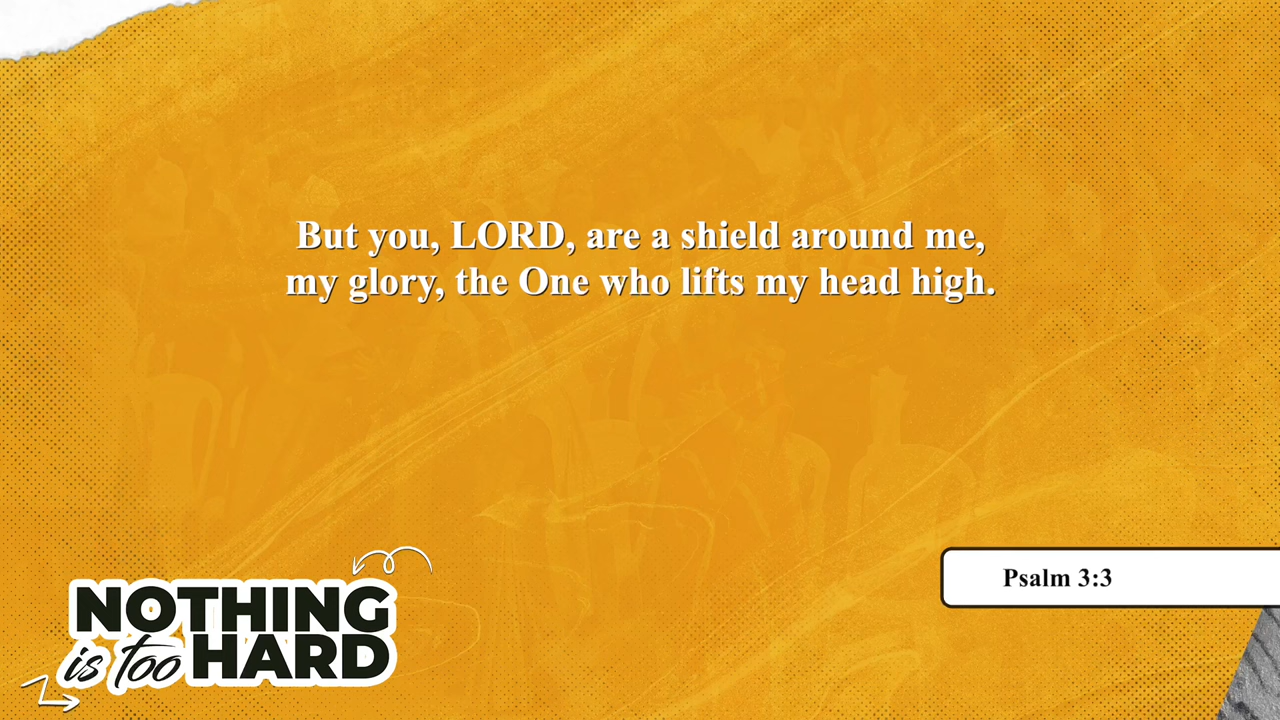 But you, LORD, are a shield around me,
my glory, the One who lifts my head high.
Psalm 3:3
NOTHING
is too HARD